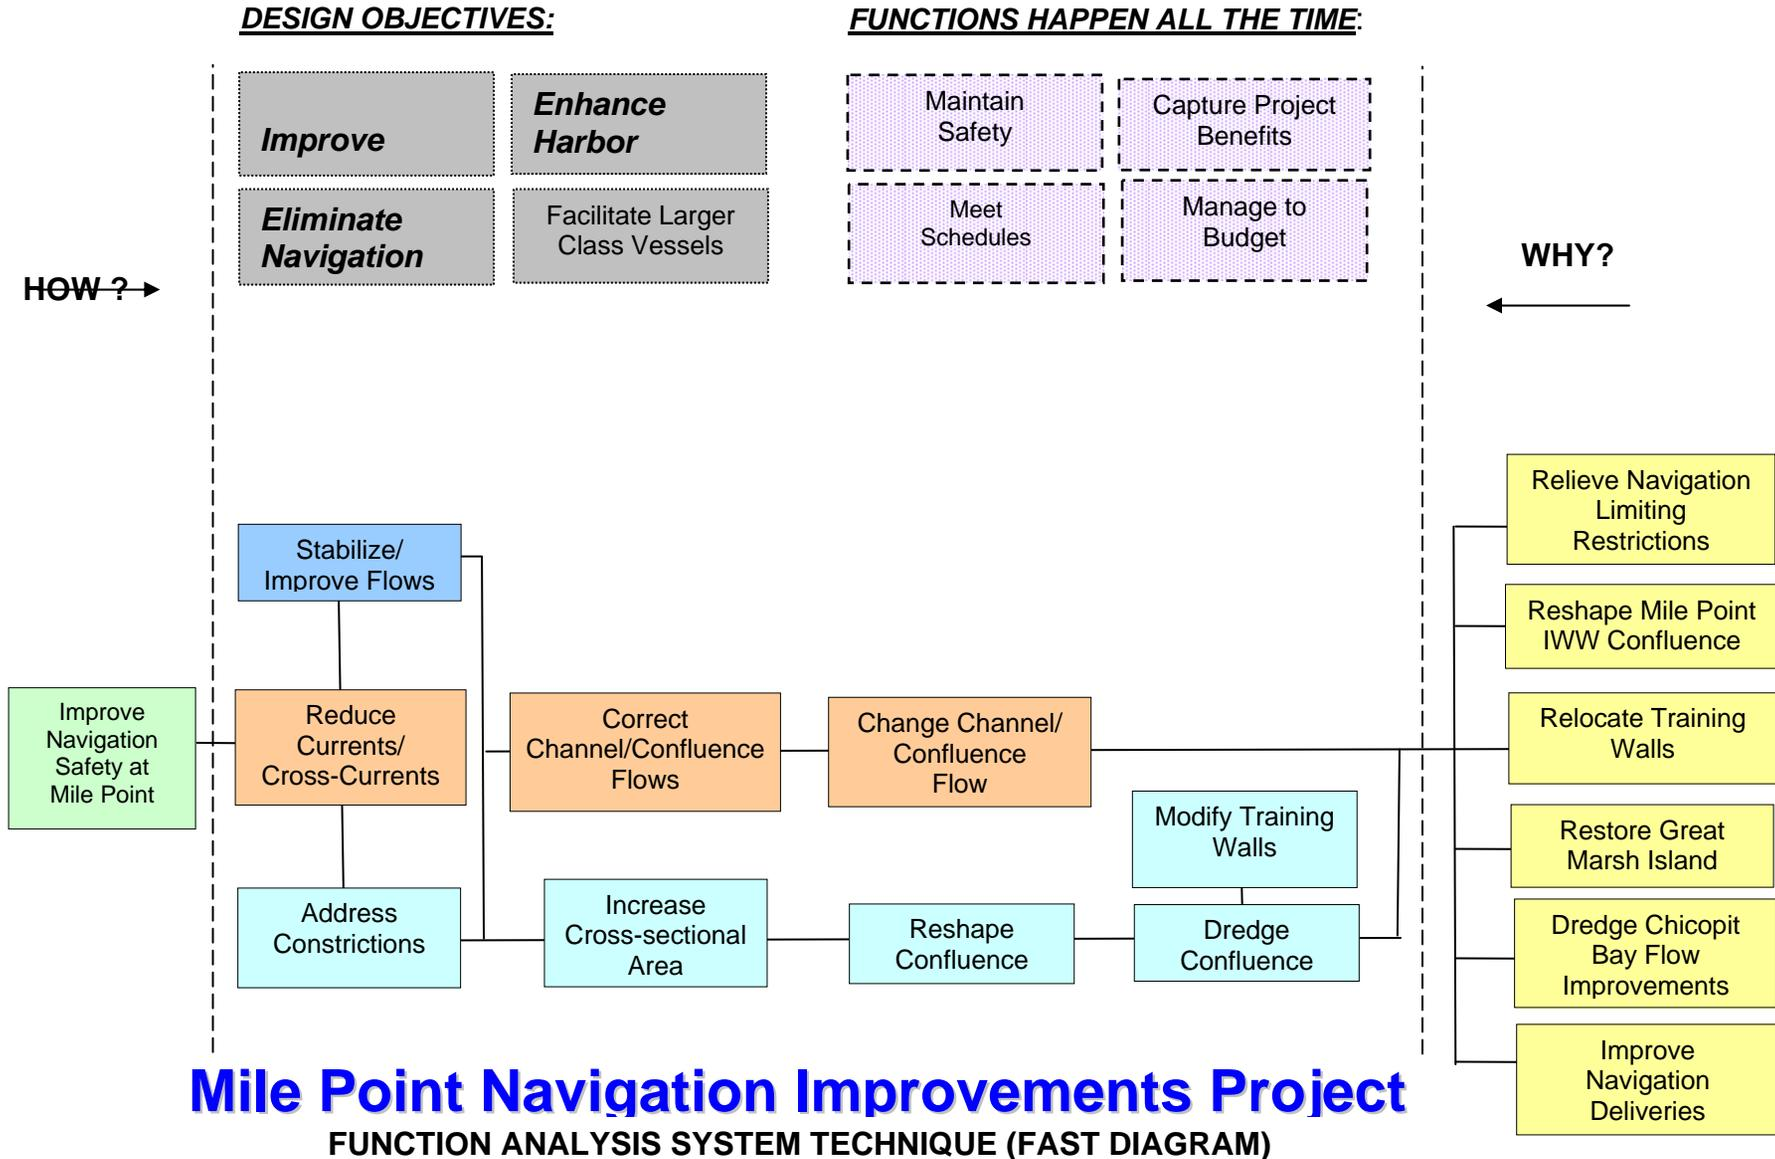 DESIGN OBJECTIVES:
FUNCTIONS HAPPEN ALL THE TIME:
Improve
Enhance
Harbor
Eliminate
Navigation
Facilitate Larger
Class Vessels
Maintain
Safety
Capture Project
Benefits
Meet
Schedules
Manage to
Budget
HOW ?
WHY?
Stabilize/
Improve Flows
Improve
Navigation
Safety at
Mile Point
Reduce
Currents/
Cross-Currents
Correct
Channel/Confluence
Flows
Change Channel/
Confluence
Flow
Modify Training
Walls
Address
Constrictions
Increase
Cross-sectional
Area
Reshape
Confluence
Dredge
Confluence
Relieve Navigation
Limiting
Restrictions
Reshape Mile Point
IWW Confluence
Relocate Training
Walls
Restore Great
Marsh Island
Dredge Chicopit
Bay Flow
Improvements
Improve
Navigation
Deliveries
Mile Point Navigation Improvements Project
FUNCTION ANALYSIS SYSTEM TECHNIQUE (FAST DIAGRAM)